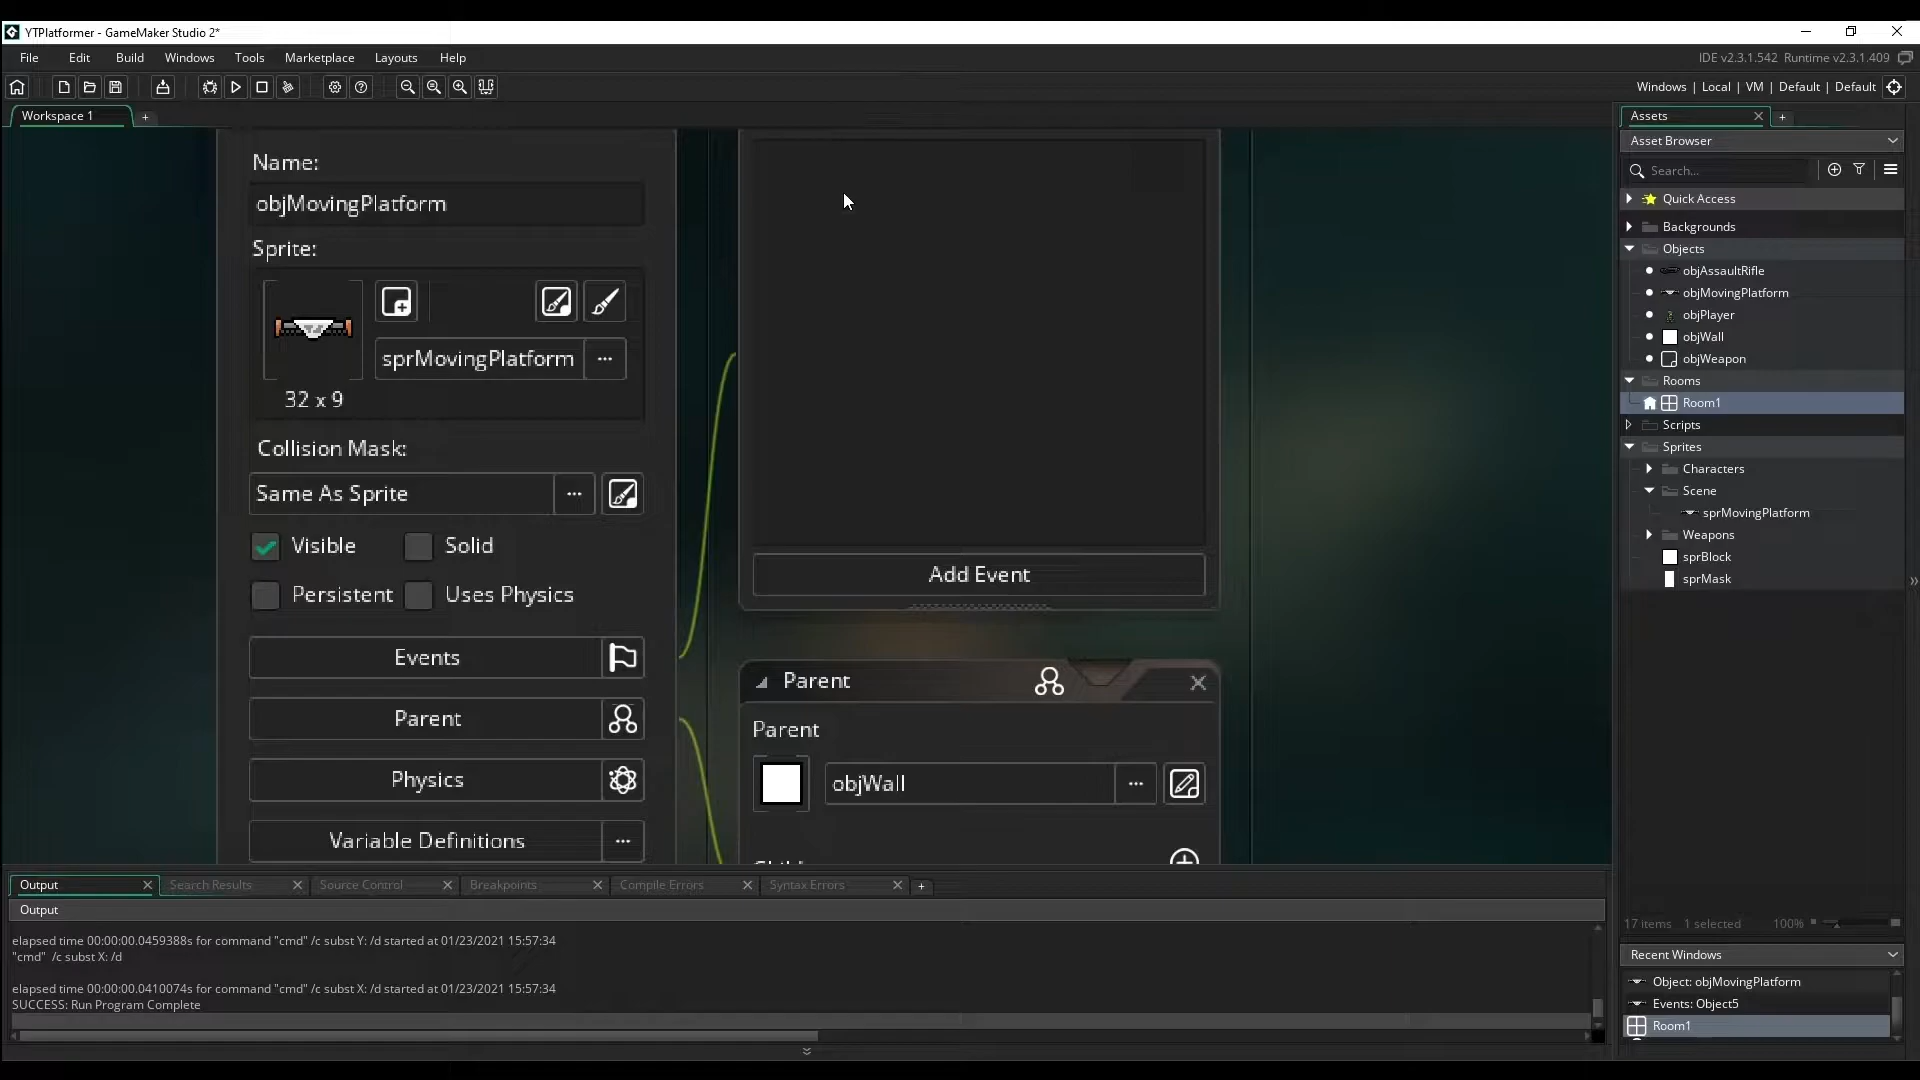 YTPlatformer - GameMaker Studio 2*
File Edit Build Windows Tools Marketplace Layouts Help
IDE v2.3.1.542 Runtime v2.3.1.409
Windows | Local | VM | Default | Default
Workspace 1
Name:
objMovingPlatform
Sprite:
sprMovingPlatform ...
32 x 9
Collision Mask:
Same As Sprite ...
Visible Solid
Persistent Uses Physics
Events
Parent
Physics
Variable Definitions ...
Add Event
Parent
Parent
objWall ...
Assets
Asset Browser
Search...
Quick Access
Backgrounds
Objects
objAssaultRifle
objMovingPlatform
objPlayer
objWall
objWeapon
Rooms
Room1
Scripts
Sprites
Characters
Scene
sprMovingPlatform
Weapons
sprBlock
sprMask
17 items 1 selected 100%
Recent Windows
Object: objMovingPlatform
Events: Object5
Room1
Output Search Results Source Control Breakpoints Compile Errors Syntax Errors
Output
elapsed time 00:00:00.0459388s for command "cmd" /c subst Y: /d started at 01/23/2021 15:57:34
"cmd" /c subst X: /d
elapsed time 00:00:00.0410074s for command "cmd" /c subst X: /d started at 01/23/2021 15:57:34
SUCCESS: Run Program Complete